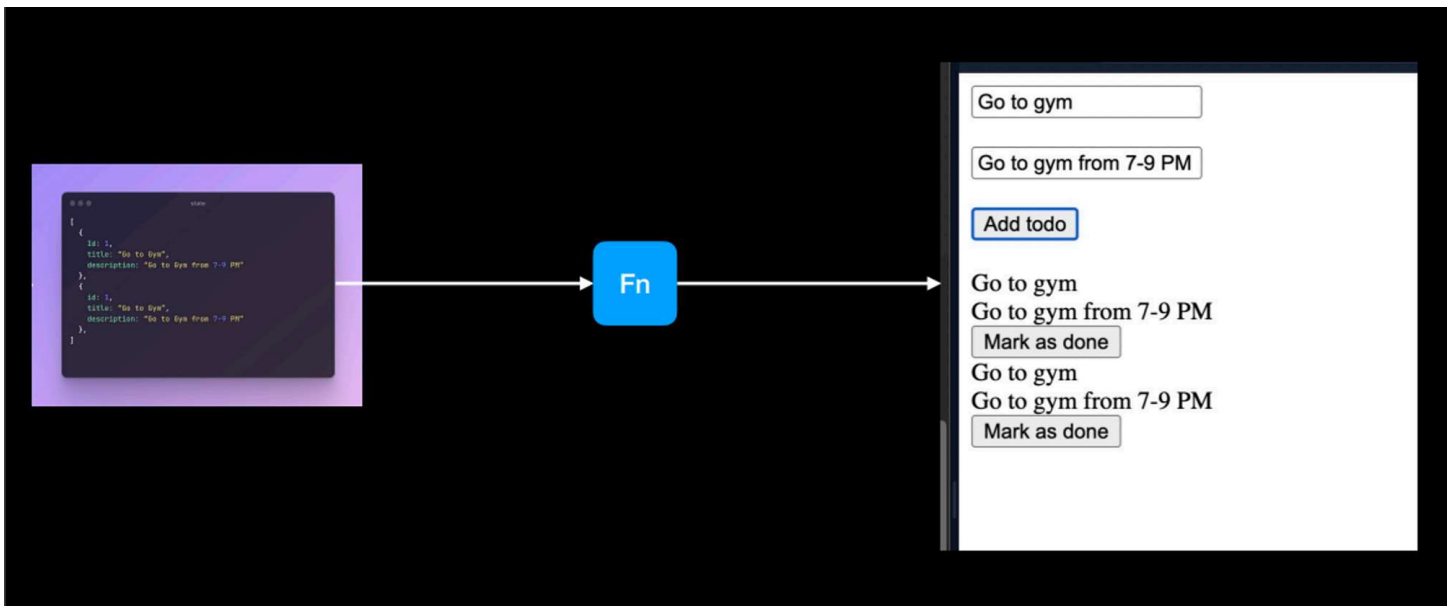 state
[
{
Id: 1,
title: "Go to Gym",
description: "Go to Gym from 7-9 PM"
},
{
id: 1,
title: "Go to Gym",
description: "Go to Gym from 7-9 PM"
},
]
Fn
Go to gym
Go to gym from 7-9 PM
Add todo
Go to gym
Go to gym from 7-9 PM
Mark as done
Go to gym
Go to gym from 7-9 PM
Mark as done